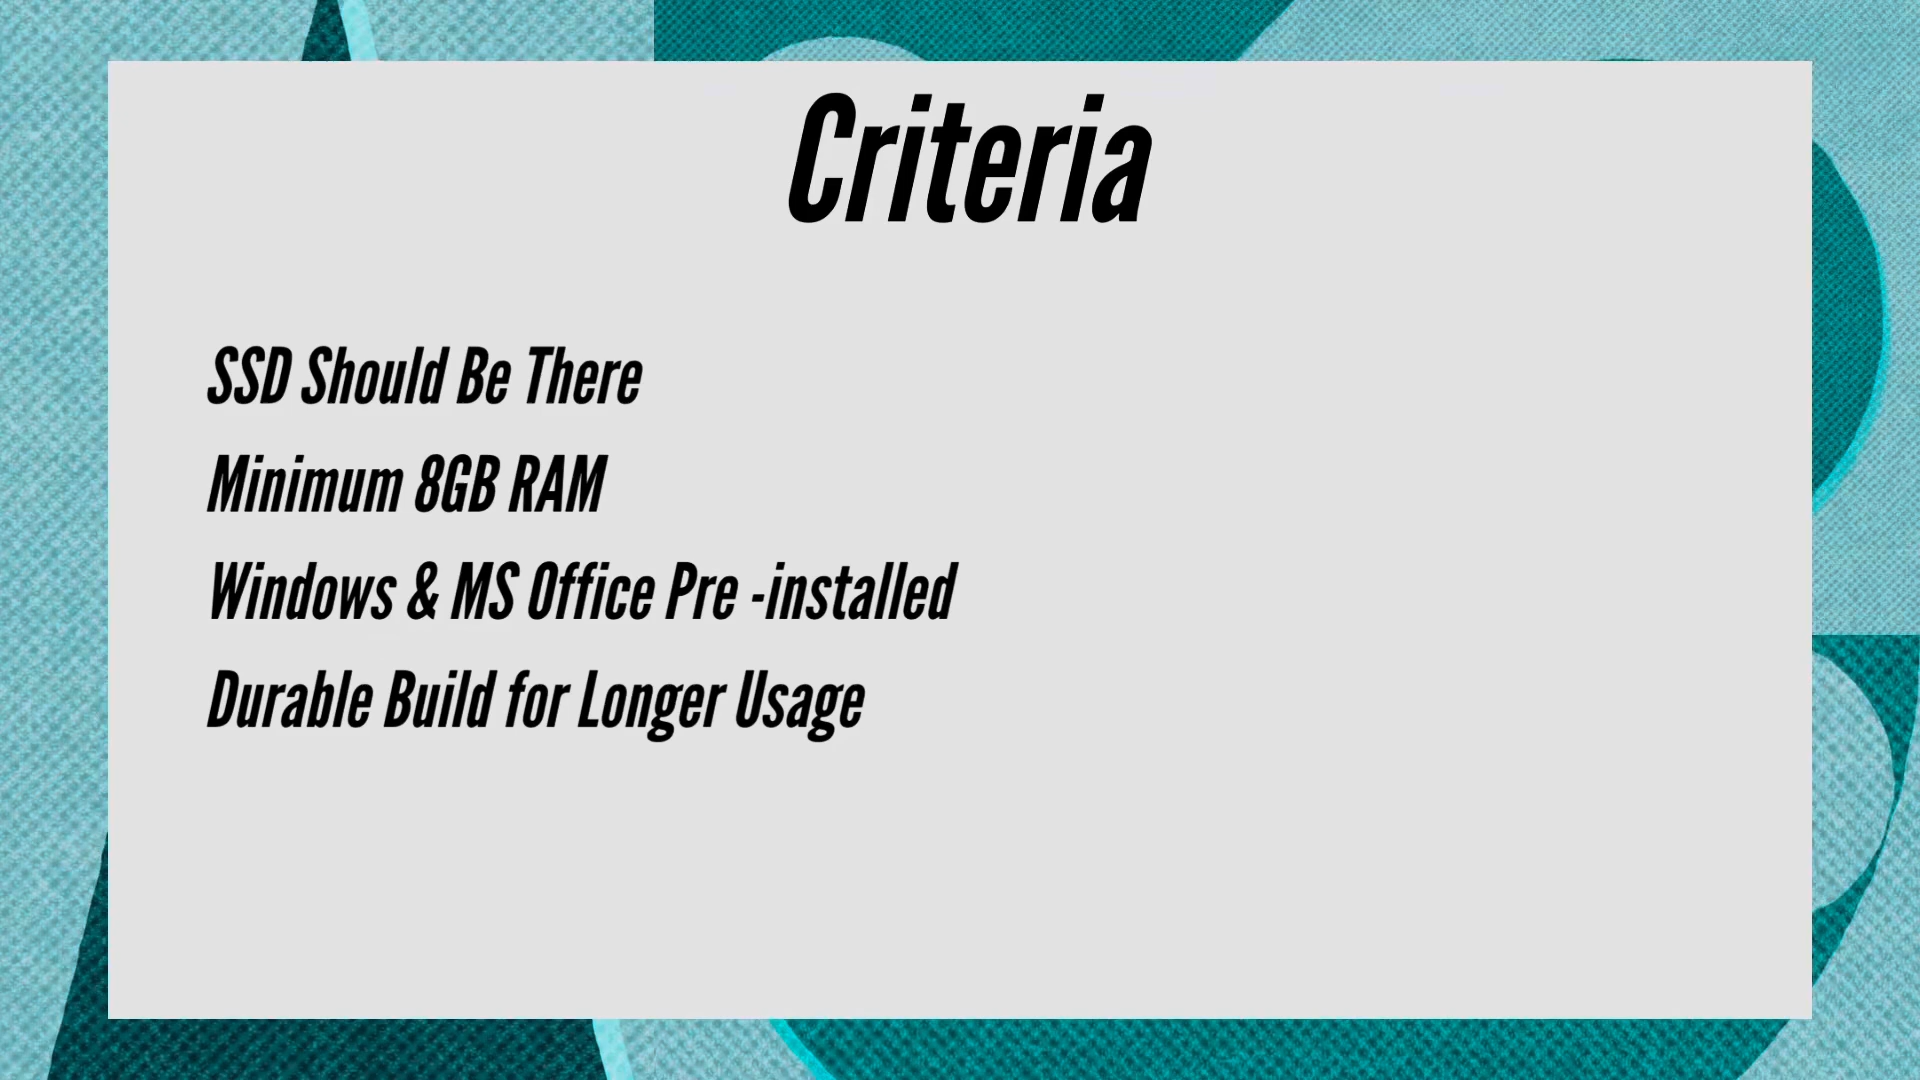 Criteria
SSD Should Be There
Minimum 8GB RAM
Windows & MS Office Pre -installed
Durable Build for Longer Usage